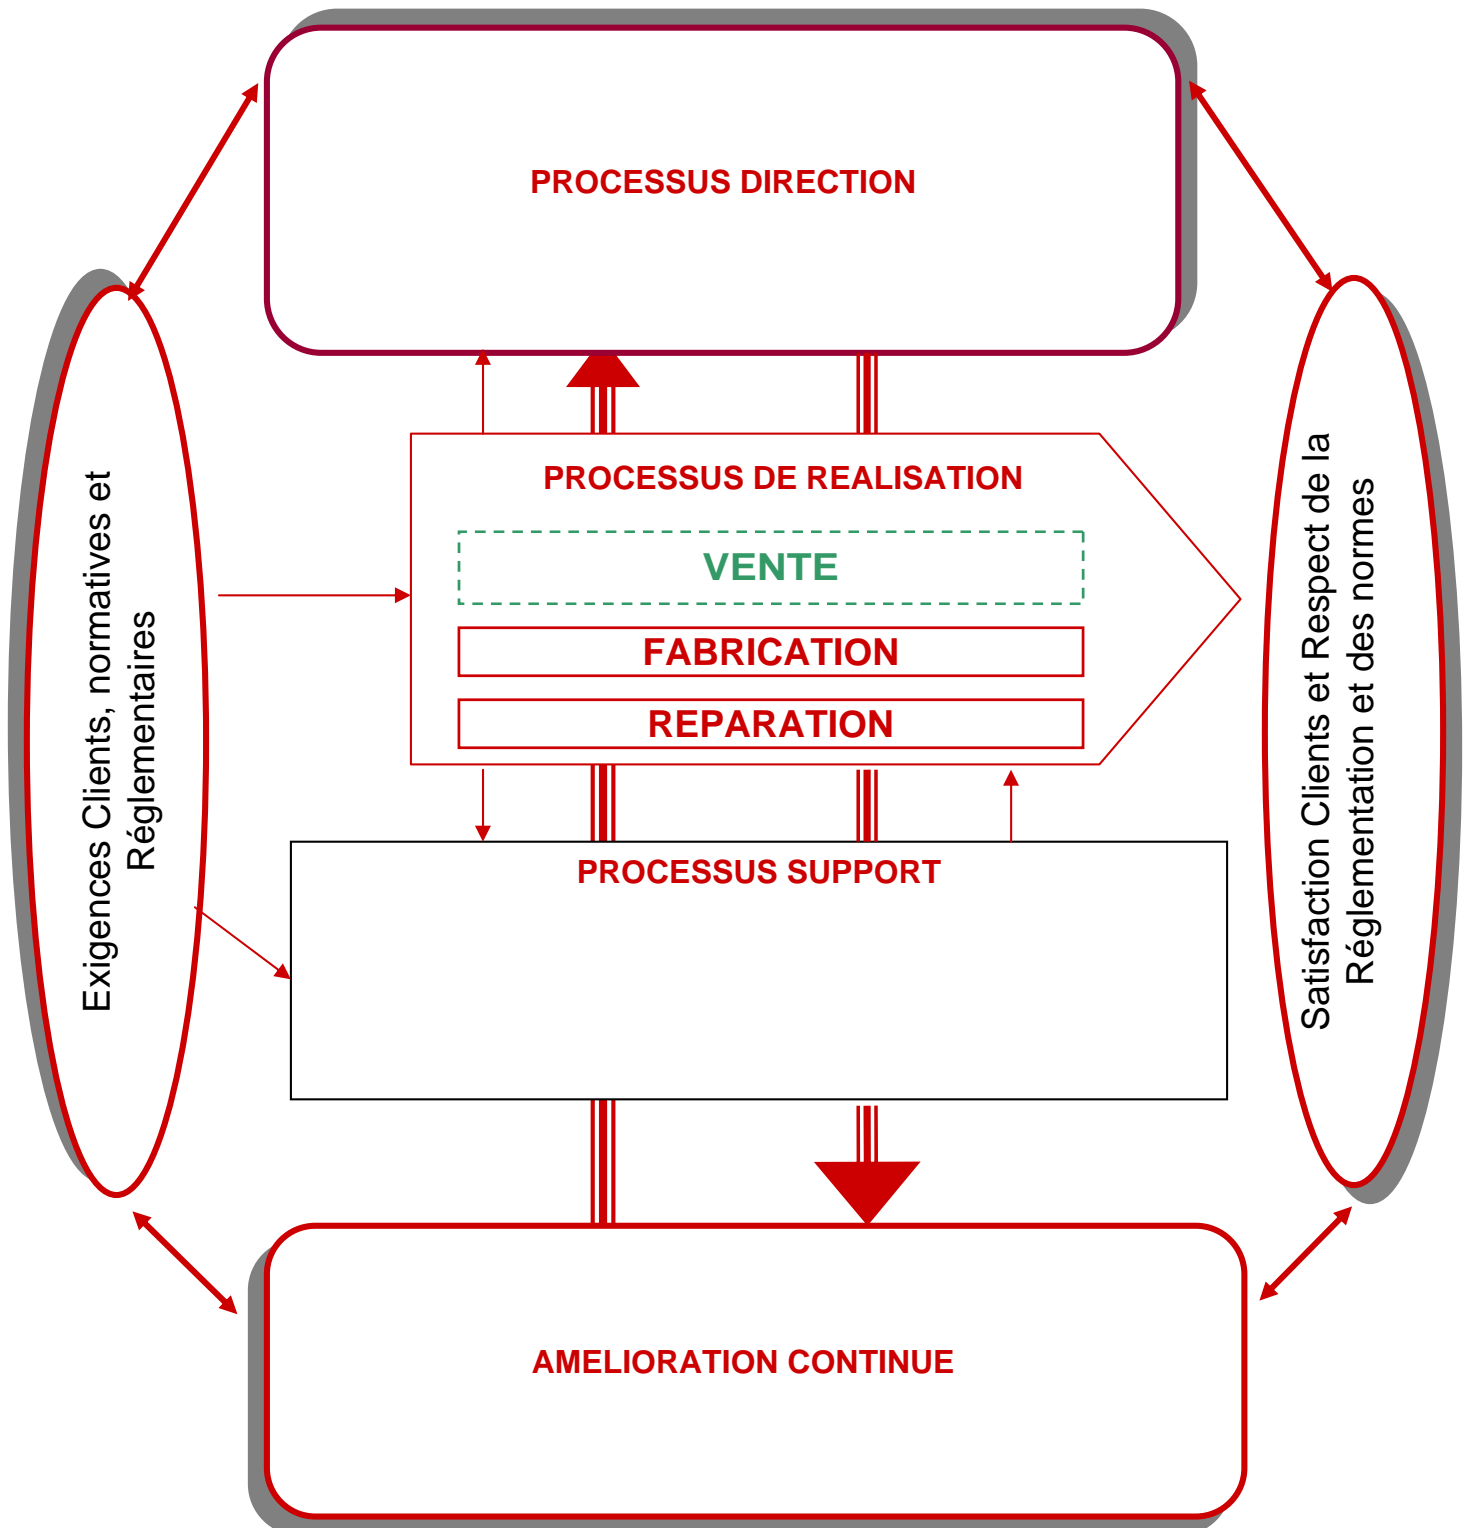 PROCESSUS DIRECTION
Exigences Clients, normatives et
Réglementaires
PROCESSUS DE REALISATION
VENTE
FABRICATION
REPARATION
PROCESSUS SUPPORT
Satisfaction Clients et Respect de la
Réglementation et des normes
AMELIORATION CONTINUE